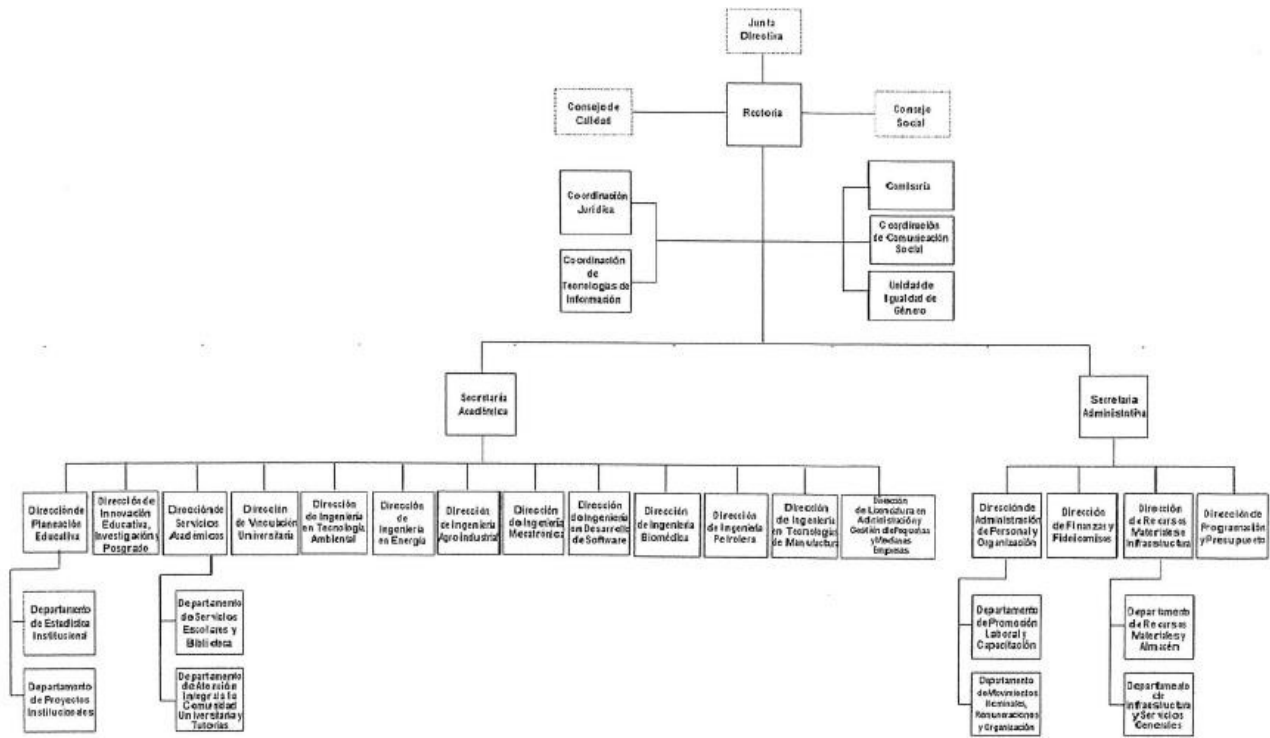 Junta
Directiva
Consejo de
Calidad
Rectoría
Consejo
Social
Coordinación
Jurídica
Comisaría
Coordinación
de Comunicación
Social
Coordinación
de
Tecnologías de
Información
Unidad de
Igualdad de
Género
Secretaría
Académica
Secretaria
Administrativa
Dirección de
Planeación
Educativa
Dirección de
Innovación
Educativa,
Investigación y
Posgrado
Dirección de
Servicios
Académicos
Dirección
de Vinculación
Universitaria
Dirección
de Ingeniería
en Tecnología
Ambiental
Dirección
de
Ingeniería
en Energía
Dirección
de Ingeniería
Agroindustrial
Dirección
de Ingeniería
Mecatrónica
Dirección
de Ingeniería
en Desarrollo
de Software
Dirección
de Ingeniería
Biomédica
Dirección
de Ingeniería
Petrolera
Dirección
de Ingeniería
en Tecnologías
de Manufactura
Dirección
de Licenciatura en
Administración y
Gestión de Pequeñas
y Medianas
Empresas
Dirección de
Administración
de Personal y
Organización
Dirección
de Finanzas y
Fideicomisos
Dirección
de Recursos
Materiales e
Infraestructura
Dirección de
Programación
y Presupuesto
Departamento
de Estadística
Institucional
Departamento
de Servicios
Escolares y
Biblioteca
Departamento
de Promoción
Laboral y
Capacitación
Departamento
de Recursos
Materiales y
Almacén
Departamento
de Proyectos
Institucionales
Departamento
de Atención
Integral a la
Comunidad
Universitaria y
Tutorías
Departamento
de Movimientos
Nominales,
Remuneraciones
y Organización
Departamento
de
Infraestructura
y Servicios
Generales